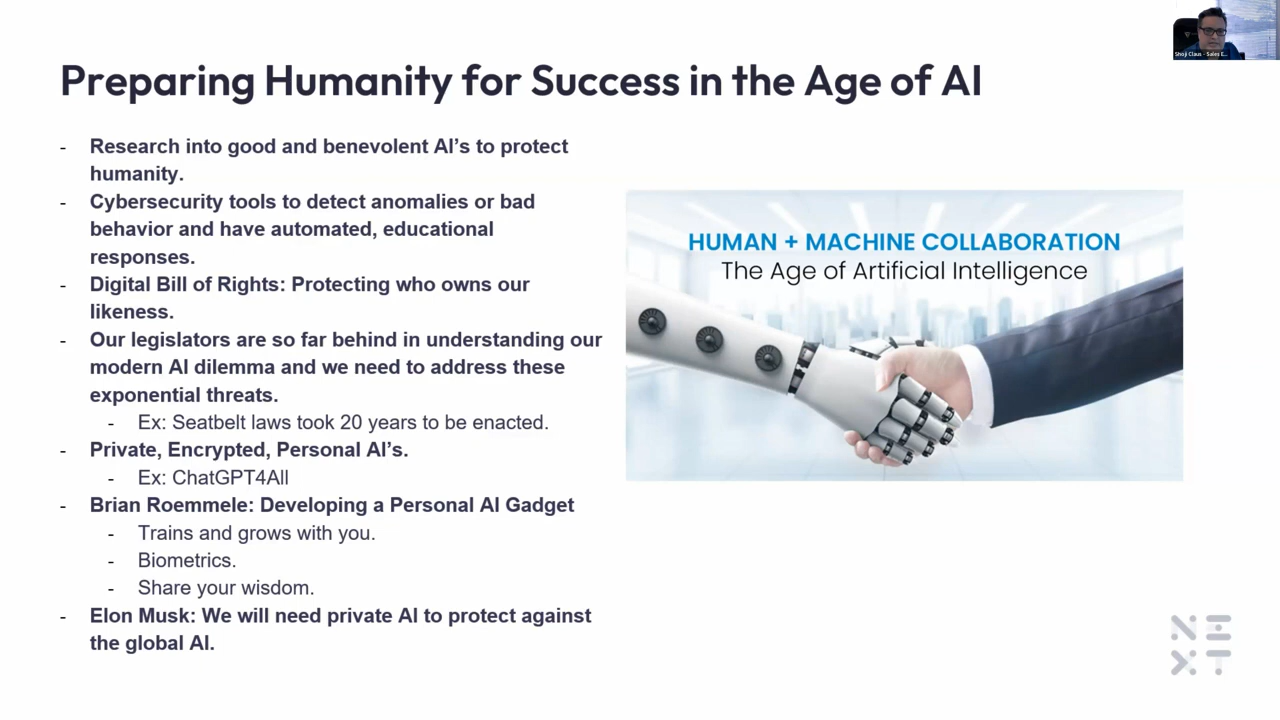 Shoji Claus - Sales E...
Preparing Humanity for Success in the Age of AI
- Research into good and benevolent AI's to protect
humanity.
- Cybersecurity tools to detect anomalies or bad
behavior and have automated, educational
responses.
- Digital Bill of Rights: Protecting who owns our
likeness.
- Our legislators are so far behind in understanding our
modern AI dilemma and we need to address these
exponential threats.
- Ex: Seatbelt laws took 20 years to be enacted.
- Private, Encrypted, Personal AI's.
- Ex: ChatGPT4All
- Brian Roemmele: Developing a Personal AI Gadget
- Trains and grows with you.
- Biometrics.
- Share your wisdom.
- Elon Musk: We will need private AI to protect against
the global AI.
HUMAN + MACHINE COLLABORATION
The Age of Artificial Intelligence
NE
XT